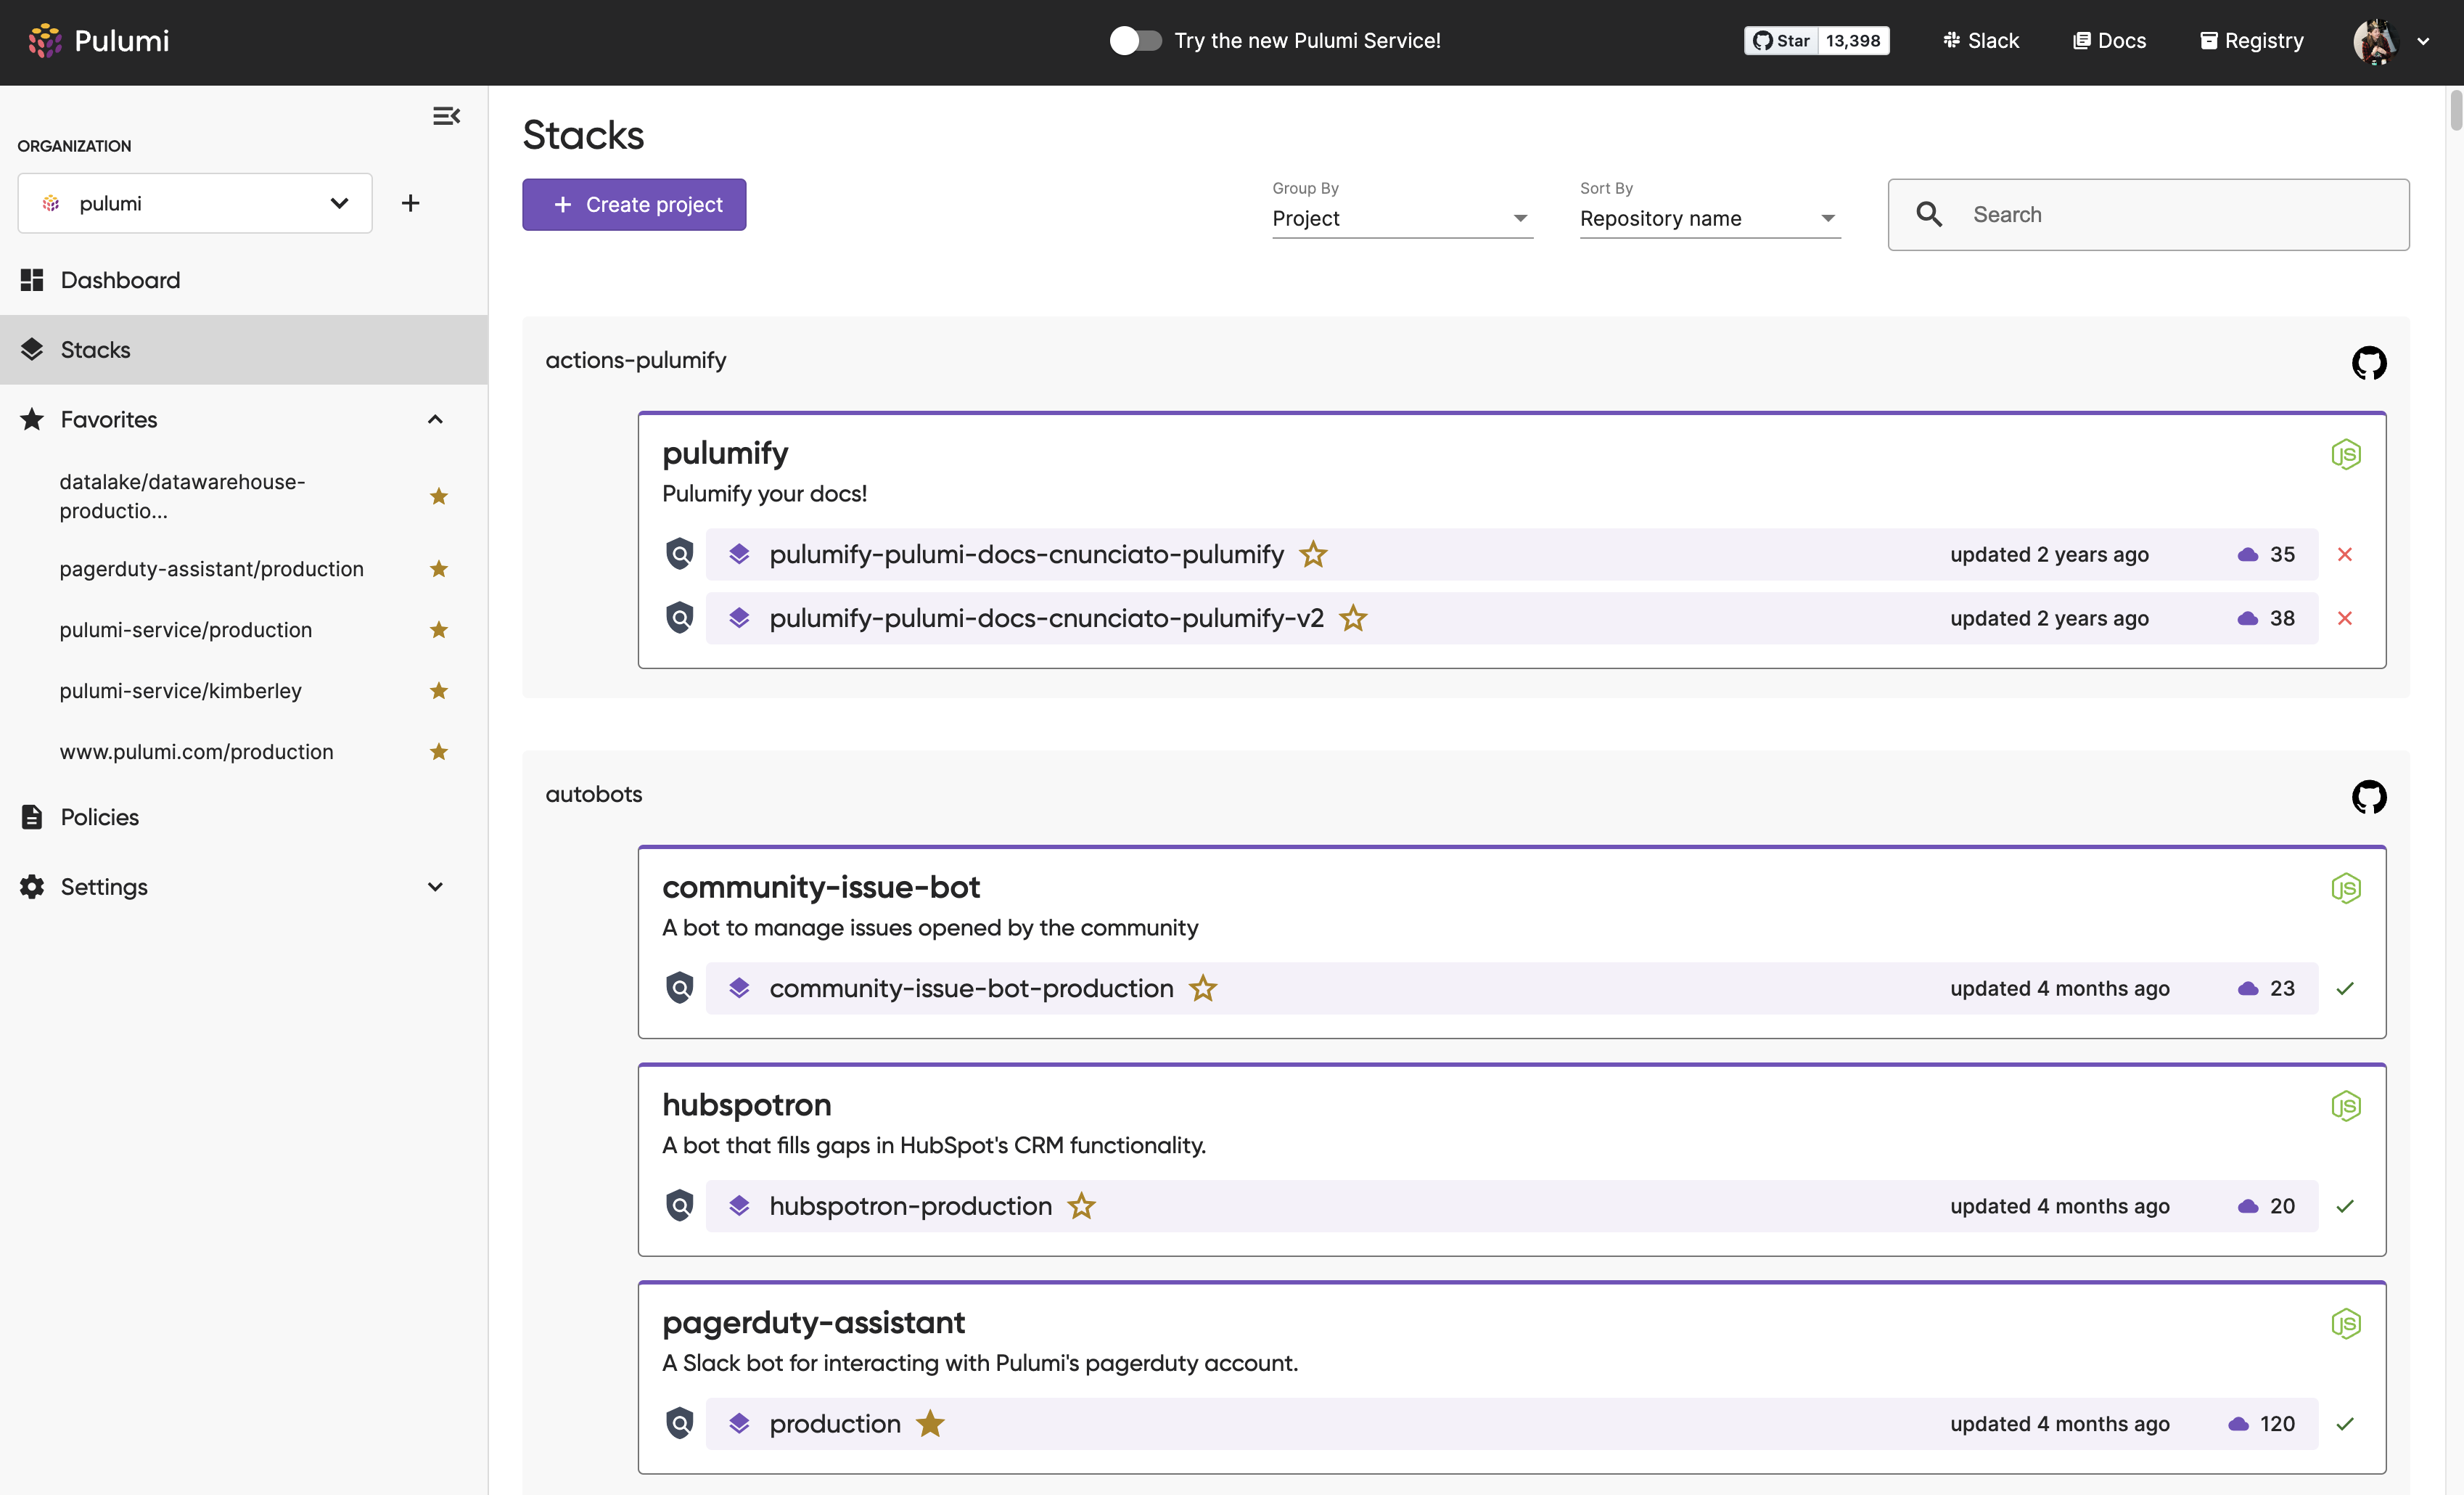 Pulumi
Try the new Pulumi Service!
Star 13,398
Slack
Docs
Registry
ORGANIZATION
pulumi
Dashboard
Stacks
Favorites
datalake/datawarehouse-
productio...
pagerduty-assistant/production
pulumi-service/production
pulumi-service/kimberley
www.pulumi.com/production
Policies
Settings
Stacks
Create project
Group By
Project
Sort By
Repository name
Search
actions-pulumify
pulumify
JS
Pulumify your docs!
pulumify-pulumi-docs-cnunciato-pulumify updated 2 years ago 35
pulumify-pulumi-docs-cnunciato-pulumify-v2 updated 2 years ago 38
autobots
community-issue-bot
JS
A bot to manage issues opened by the community
community-issue-bot-production updated 4 months ago 23
hubspotron
JS
A bot that fills gaps in HubSpot's CRM functionality.
hubspotron-production updated 4 months ago 20
pagerduty-assistant
JS
A Slack bot for interacting with Pulumi's pagerduty account.
production updated 4 months ago 120